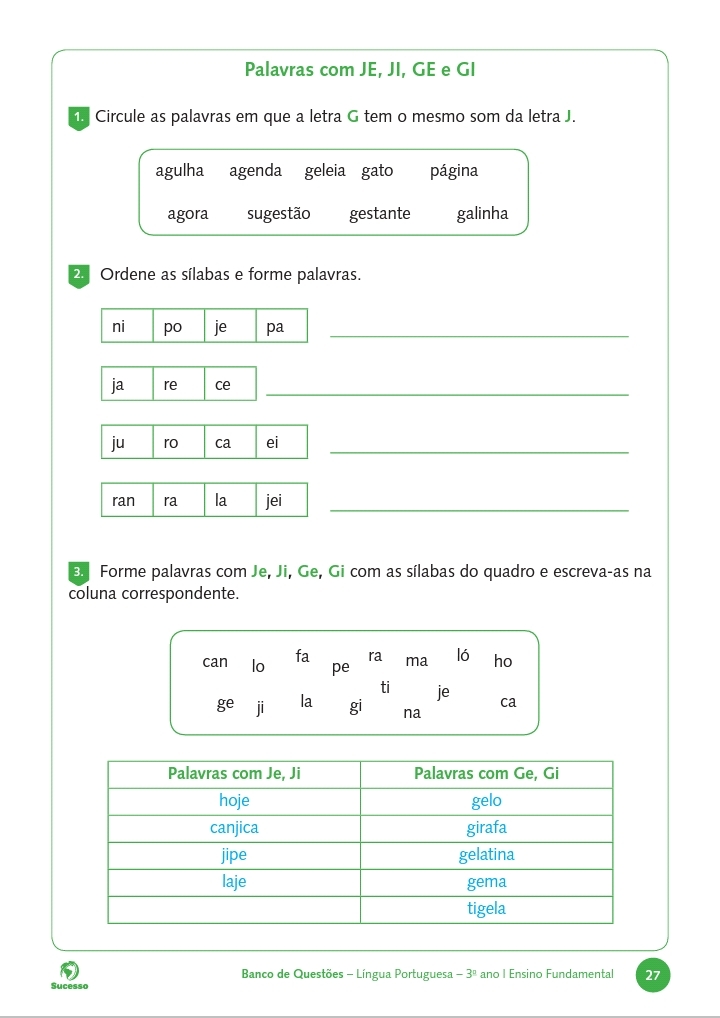 Palavras com JE, JI, GE e GI
1. Circule as palavras em que a letra G tem o mesmo som da letra J.
agulha agenda geleia gato página
agora sugestão gestante galinha
2. Ordene as sílabas e forme palavras.
ni po je pa
ja re ce
ju ro ca ei
ran ra la jei
3. Forme palavras com Je, Ji, Ge, Gi com as sílabas do quadro e escreva-as na
coluna correspondente.
can lo fa pe ra ma ló ho
ge ji la gi ti na je ca
Palavras com Je, Ji Palavras com Ge, Gi
hoje gelo
canjica girafa
jipe gelatina
laje gema
tigela
Sucesso
Banco de Questões – Língua Portuguesa – 3º ano I Ensino Fundamental 27